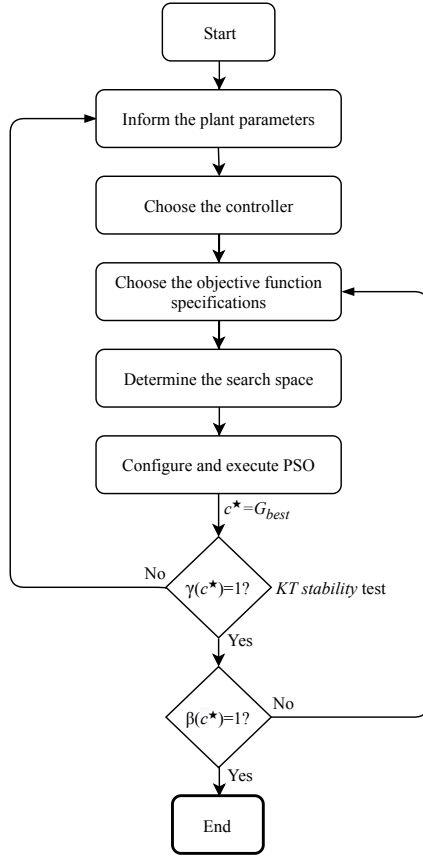 Start
Inform the plant parameters
Choose the controller
Choose the objective function
specifications
Determine the search space
Configure and execute PSO
c★=G_best
No
γ(c★)=1?
KT stability test
Yes
β(c★)=1?
No
Yes
End